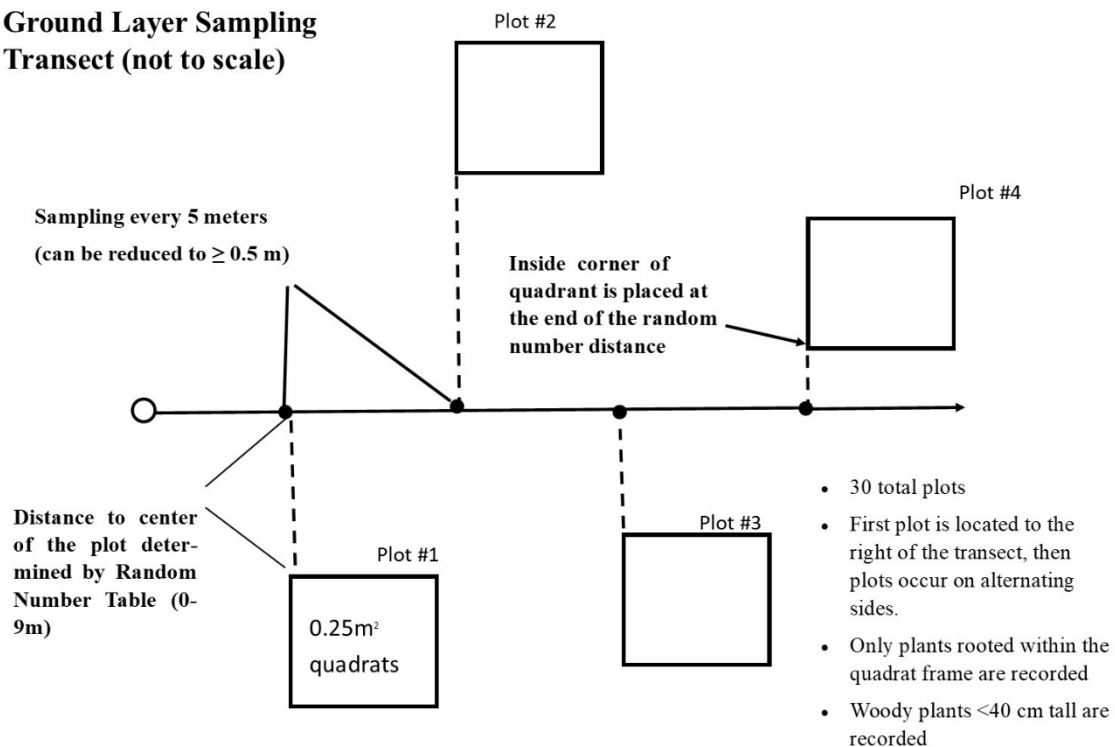 Ground Layer Sampling
Transect (not to scale)
Plot #2
Plot #4
Sampling every 5 meters
(can be reduced to ≥ 0.5 m)
Inside corner of
quadrant is placed at
the end of the random
number distance
Distance to center
of the plot deter-
mined by Random
Number Table (0-
9m)
Plot #1
0.25m²
quadrats
Plot #3
• 30 total plots
• First plot is located to the
right of the transect, then
plots occur on alternating
sides.
• Only plants rooted within the
quadrat frame are recorded
• Woody plants <40 cm tall are
recorded